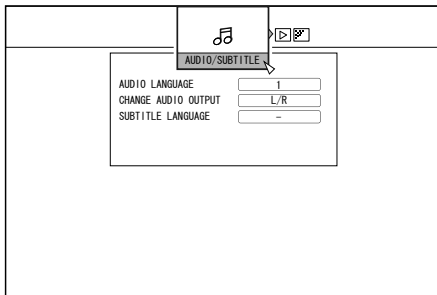 AUDIO/SUBTITLE
AUDIO LANGUAGE 1
CHANGE AUDIO OUTPUT L/R
SUBTITLE LANGUAGE –